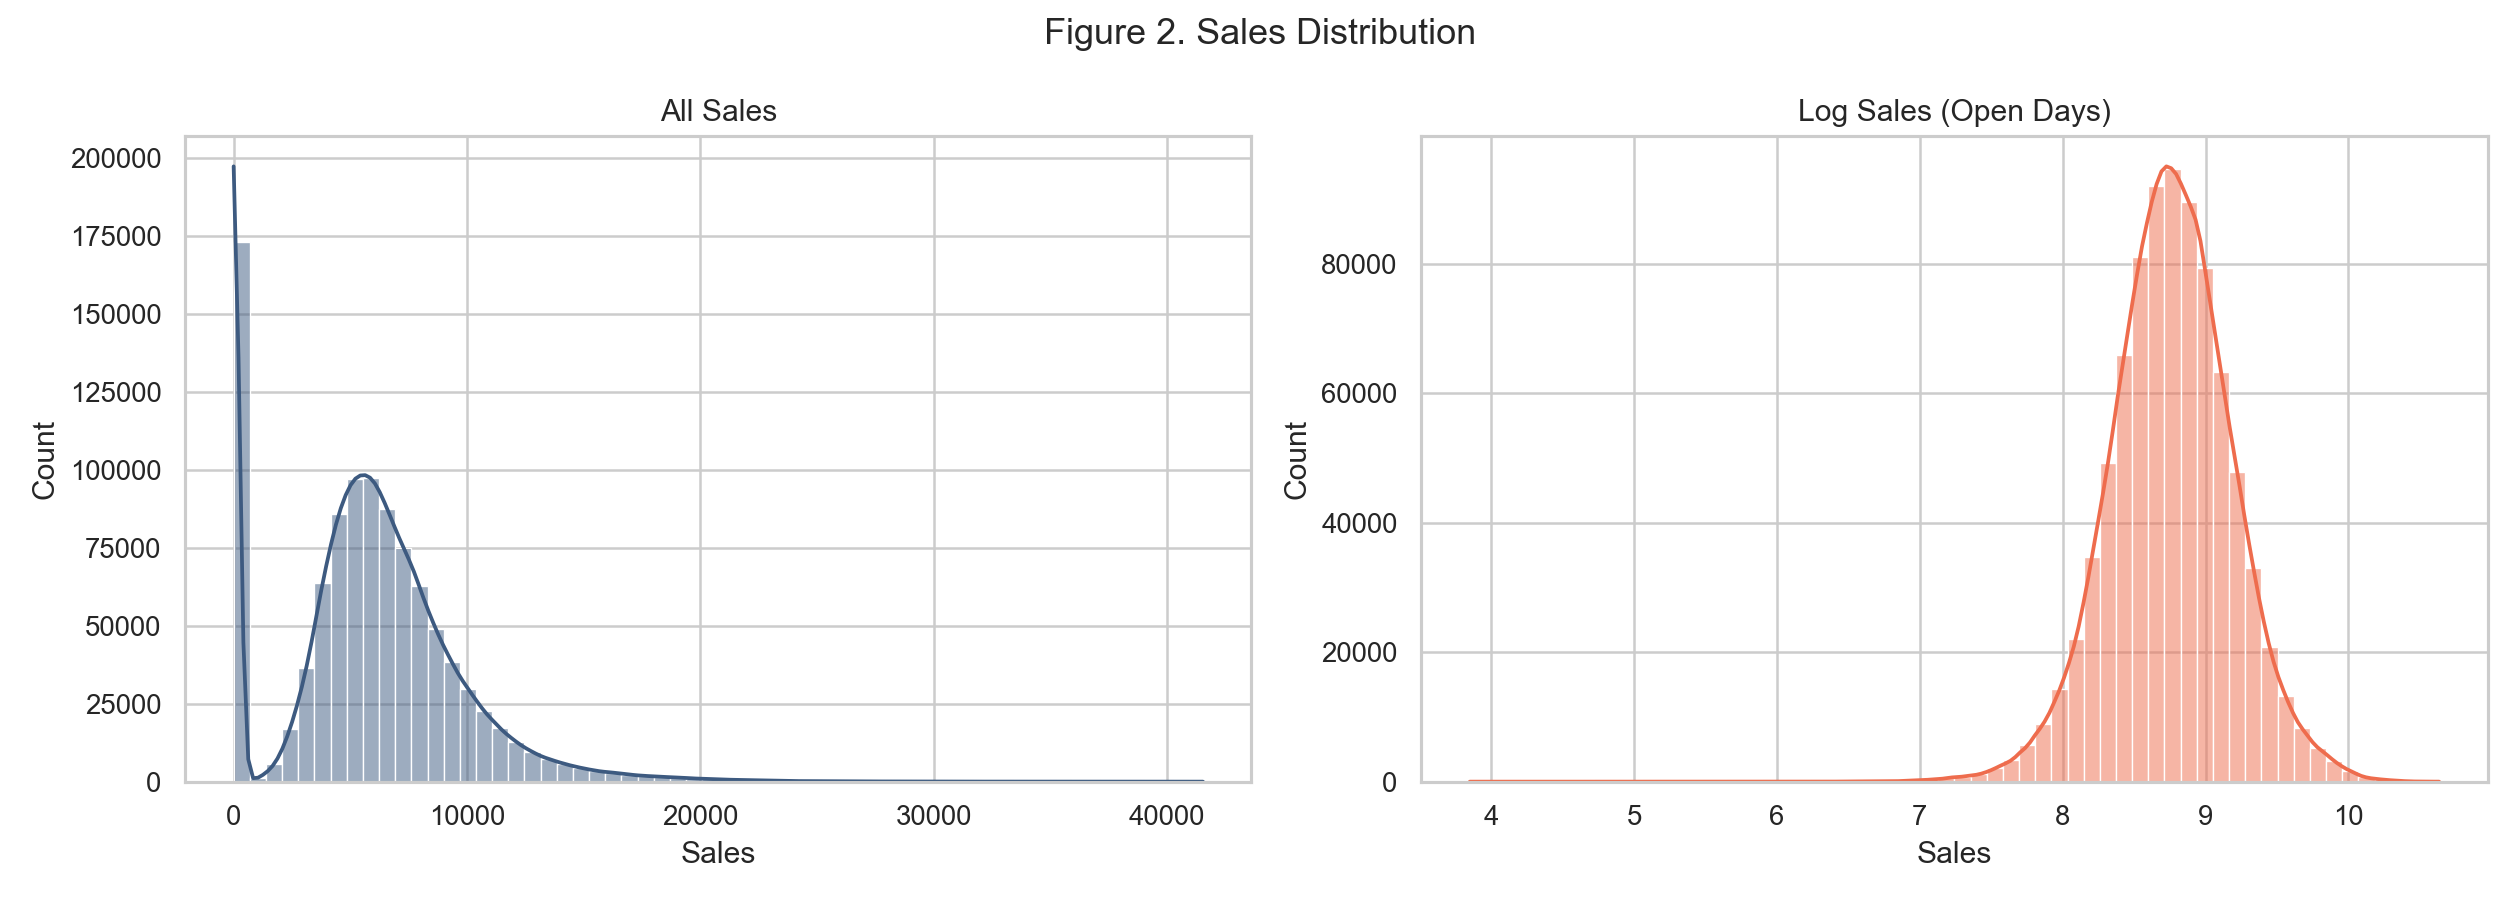 Figure 2. Sales Distribution
All Sales
200000
175000
150000
125000
100000
75000
50000
25000
0
Count
0 10000 20000 30000 40000
Sales
Log Sales (Open Days)
80000
60000
40000
20000
0
Count
4 5 6 7 8 9 10
Sales